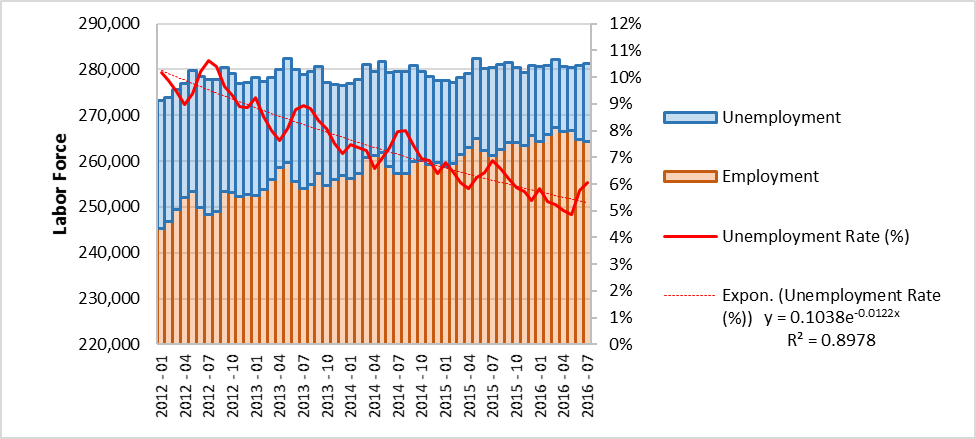 Labor Force
290,000
280,000
270,000
260,000
250,000
240,000
230,000
220,000
12%
11%
10%
9%
8%
7%
6%
5%
4%
3%
2%
1%
0%
2012 - 01
2012 - 04
2012 - 07
2012 - 10
2013 - 01
2013 - 04
2013 - 07
2013 - 10
2014 - 01
2014 - 04
2014 - 07
2014 - 10
2015 - 01
2015 - 04
2015 - 07
2015 - 10
2016 - 01
2016 - 04
2016 - 07
Unemployment
Employment
Unemployment Rate (%)
Expon. (Unemployment Rate
(%)) y = 0.1038e^-0.0122x
R² = 0.8978